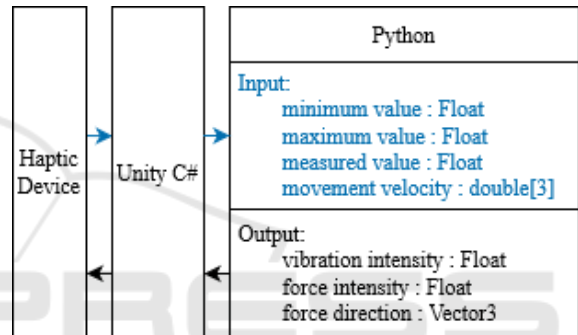 Haptic
Device
Unity C#
Python
Input:
minimum value : Float
maximum value : Float
measured value : Float
movement velocity : double[3]
Output:
vibration intensity : Float
force intensity : Float
force direction : Vector3
PRESS